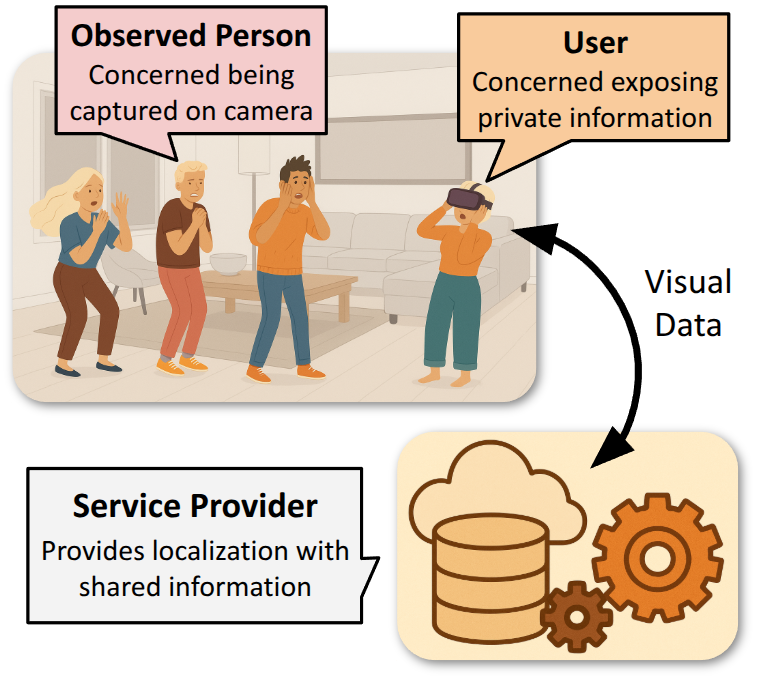 Observed Person
Concerned being
captured on camera
User
Concerned exposing
private information
Visual
Data
Service Provider
Provides localization with
shared information